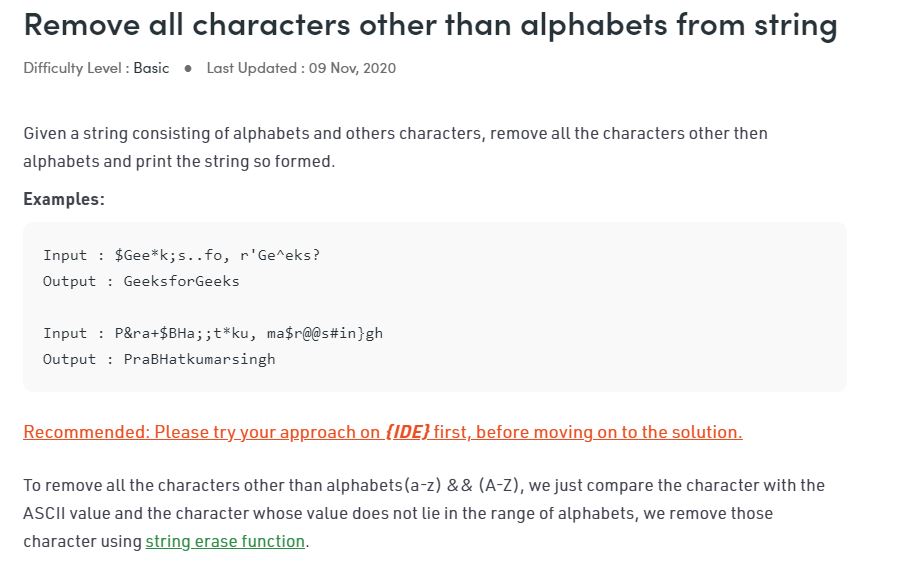 Remove all characters other than alphabets from string
Difficulty Level : Basic ● Last Updated : 09 Nov, 2020
Given a string consisting of alphabets and others characters, remove all the characters other then
alphabets and print the string so formed.
Examples:
Input : $Gee*k;s..fo, r'Ge^eks?
Output : GeeksforGeeks
Input : P&ra+$BHa;;t*ku, ma$r@@s#in}gh
Output : PraBHatkumarsingh
Recommended: Please try your approach on {IDE} first, before moving on to the solution.
To remove all the characters other than alphabets(a-z) && (A-Z), we just compare the character with the
ASCII value and the character whose value does not lie in the range of alphabets, we remove those
character using string erase function.